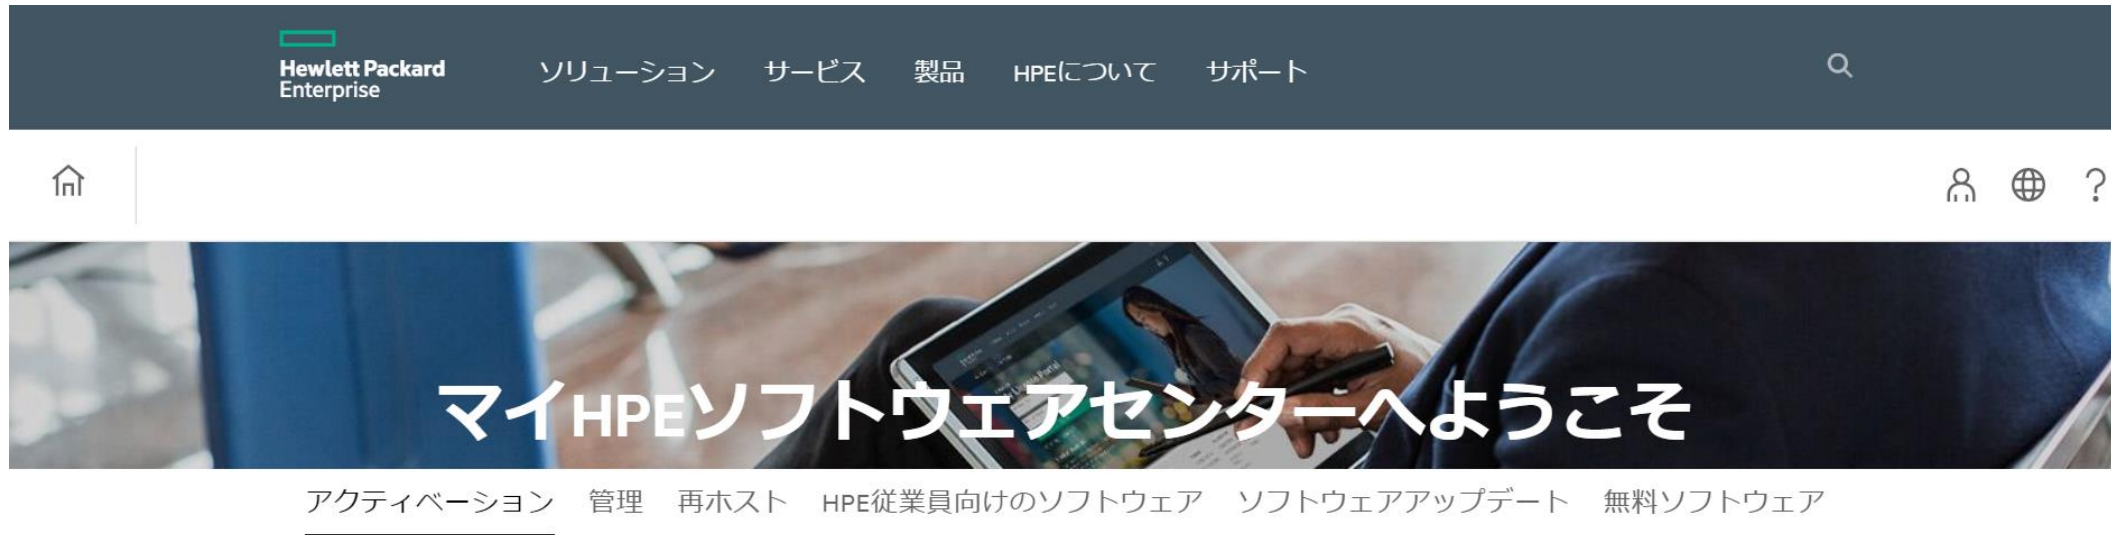 Hewlett Packard
Enterprise
ソリューション サービス 製品 HPEについて サポート
マイHPEソフトウェアセンターへようこそ
アクティベーション 管理 再ホスト HPE従業員向けのソフトウェア ソフトウェアアップデート 無料ソフトウェア